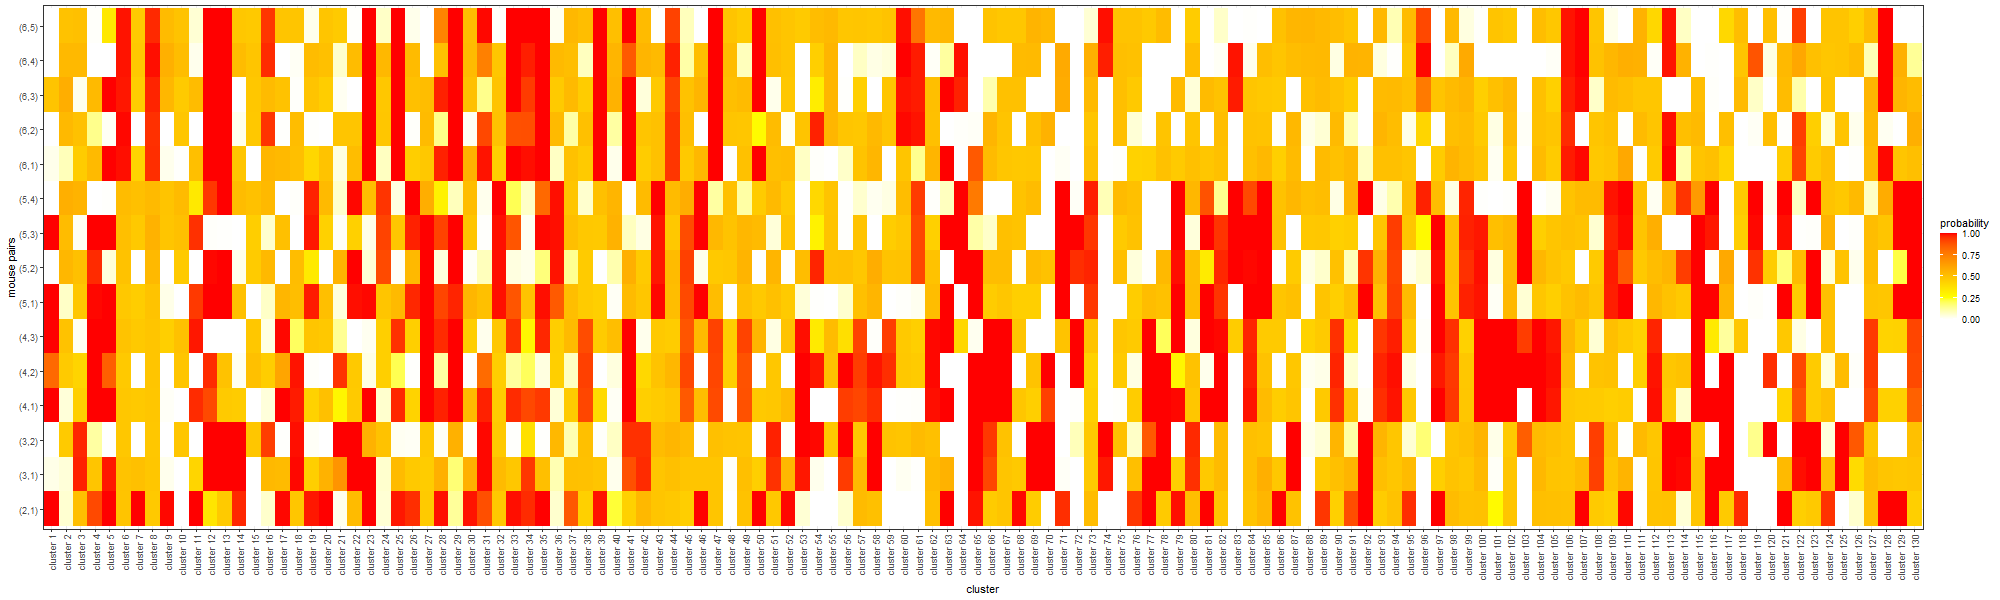 (6,5)
(6,4)
(6,3)
(6,2)
(6,1)
(5,4)
(5,3)
(5,2)
(5,1)
(4,3)
(4,2)
(4,1)
(3,2)
(3,1)
(2,1)
mouse pairs
cluster 1
cluster 2
cluster 3
cluster 4
cluster 5
cluster 6
cluster 7
cluster 8
cluster 9
cluster 10
cluster 11
cluster 12
cluster 13
cluster 14
cluster 15
cluster 16
cluster 17
cluster 18
cluster 19
cluster 20
cluster 21
cluster 22
cluster 23
cluster 24
cluster 25
cluster 26
cluster 27
cluster 28
cluster 29
cluster 30
cluster 31
cluster 32
cluster 33
cluster 34
cluster 35
cluster 36
cluster 37
cluster 38
cluster 39
cluster 40
cluster 41
cluster 42
cluster 43
cluster 44
cluster 45
cluster 46
cluster 47
cluster 48
cluster 49
cluster 50
cluster 51
cluster 52
cluster 53
cluster 54
cluster 55
cluster 56
cluster 57
cluster 58
cluster 59
cluster 60
cluster 61
cluster 62
cluster 63
cluster 64
cluster 65
cluster 66
cluster 67
cluster 68
cluster 69
cluster 70
cluster 71
cluster 72
cluster 73
cluster 74
cluster 75
cluster 76
cluster 77
cluster 78
cluster 79
cluster 80
cluster 81
cluster 82
cluster 83
cluster 84
cluster 85
cluster 86
cluster 87
cluster 88
cluster 89
cluster 90
cluster 91
cluster 92
cluster 93
cluster 94
cluster 95
cluster 96
cluster 97
cluster 98
cluster 99
cluster 100
cluster 101
cluster 102
cluster 103
cluster 104
cluster 105
cluster 106
cluster 107
cluster 108
cluster 109
cluster 110
cluster 111
cluster 112
cluster 113
cluster 114
cluster 115
cluster 116
cluster 117
cluster 118
cluster 119
cluster 120
cluster 121
cluster 122
cluster 123
cluster 124
cluster 125
cluster 126
cluster 127
cluster 128
cluster 129
cluster 130
cluster
probability
1.00
0.75
0.50
0.25
0.00